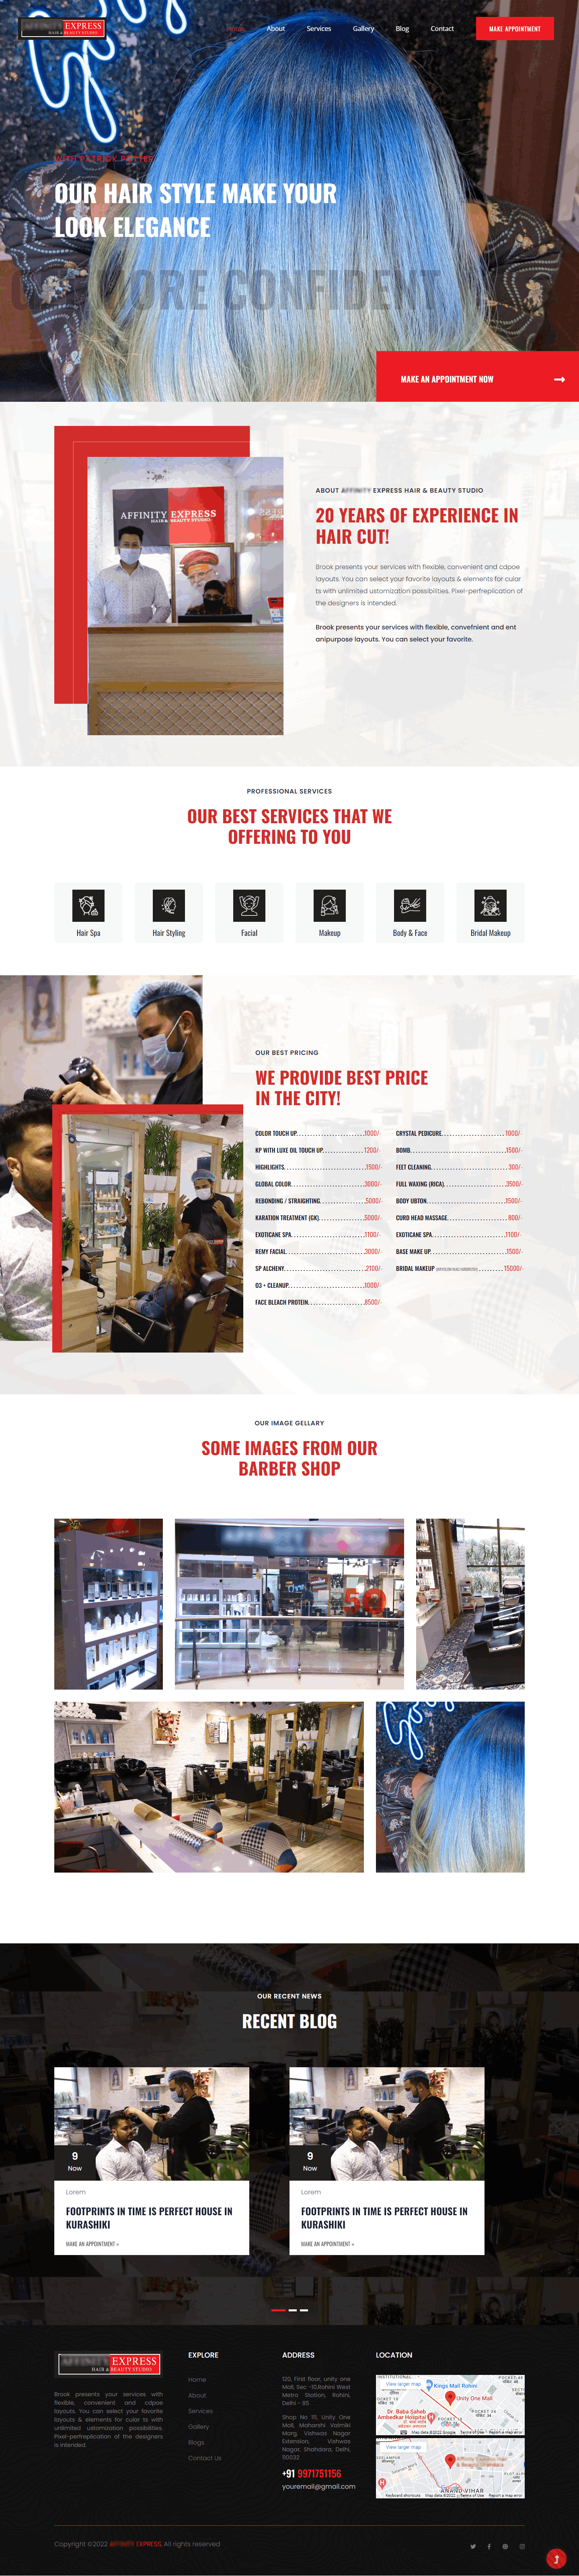 AFFINITY EXPRESS
HAIR & BEAUTY STUDIO
Home
About
Services
Gallery
Blog
Contact
MAKE APPOINTMENT
WITH PATRICK POTTER
OUR HAIR STYLE MAKE YOUR
LOOK ELEGANCE
MORE CONFIDENT
MAKE AN APPOINTMENT NOW
AFFINITY EXPRESS
HAIR & BEAUTY STUDIO
ABOUT AFFINITY EXPRESS HAIR & BEAUTY STUDIO
20 YEARS OF EXPERIENCE IN
HAIR CUT!
Brook presents your services with flexible, convenient and cdpoe
layouts. You can select your favorite layouts & elements for cular
ts with unlimited ustomization possibilities. Pixel-perfreplication of
the designers is intended.
Brook presents your services with flexible, convefnient and ent
anipurpose layouts. You can select your favorite.
PROFESSIONAL SERVICES
OUR BEST SERVICES THAT WE
OFFERING TO YOU
Hair Spa
Hair Styling
Facial
Makeup
Body & Face
Bridal Makeup
OUR BEST PRICING
WE PROVIDE BEST PRICE
IN THE CITY!
COLOR TOUCH UP 1000/-
KP WITH LUXE OIL TOUCH UP 1200/-
HIGHLIGHTS 1500/-
GLOBAL COLOR 3000/-
REBONDING / STRAIGHTING 5000/-
KARATION TREATMENT (GK) 5000/-
EXOTICANE SPA 1100/-
REMY FACIAL 3000/-
SP ALCHENY 2100/-
03 + CLEANUP 1000/-
FACE BLEACH PROTEIN 8500/-
CRYSTAL PEDICURE 1000/-
BOMB 1500/-
FEET CLEANING 300/-
FULL WAXING (RICA) 3500/-
BODY UBTON 1500/-
CURD HEAD MASSAGE 800/-
EXOTICANE SPA 1100/-
BASE MAKE UP 1500/-
BRIDAL MAKEUP 15000/-
OUR IMAGE GELLARY
SOME IMAGES FROM OUR
BARBER SHOP
50
OUR RECENT NEWS
RECENT BLOG
9
Now
Lorem
FOOTPRINTS IN TIME IS PERFECT HOUSE IN
KURASHIKI
MAKE AN APPOINTMENT »
9
Now
Lorem
FOOTPRINTS IN TIME IS PERFECT HOUSE IN
KURASHIKI
MAKE AN APPOINTMENT »
AFFINITY EXPRESS
HAIR & BEAUTY STUDIO
Brook presents your services with
flexible, convenient and cdpoe
layouts. You can select your favorite
layouts & elements for cular ts with
unlimited ustomization possibilities.
Pixel-perfreplication of the designers
is intended.
EXPLORE
Home
About
Services
Gallery
Blogs
Contact Us
ADDRESS
120, First floor, unity one
Mall, Sec -10,Rohini West
Metro Station, Rohini,
Delhi - 85
Shop No 111, Unity One
Mall, Maharshi Valmiki
Marg, Vishwas Nagar
Extension, Vishwas
Nagar, Shahdara, Delhi,
110032
+91 9971751156
youremail@gmail.com
LOCATION
View larger map
Kings Mall Rohini
Unity One Mall
Dr. Baba Saheb
Ambedkar Hospital
Map data ©2022 Google
Terms of Use
Report a map error
View larger map
ANAND VIHAR
Keyboard shortcuts
Map data ©2022
Terms of Use
Report a map error
Copyright ©2022 AFFINITY EXPRESS, All rights reserved